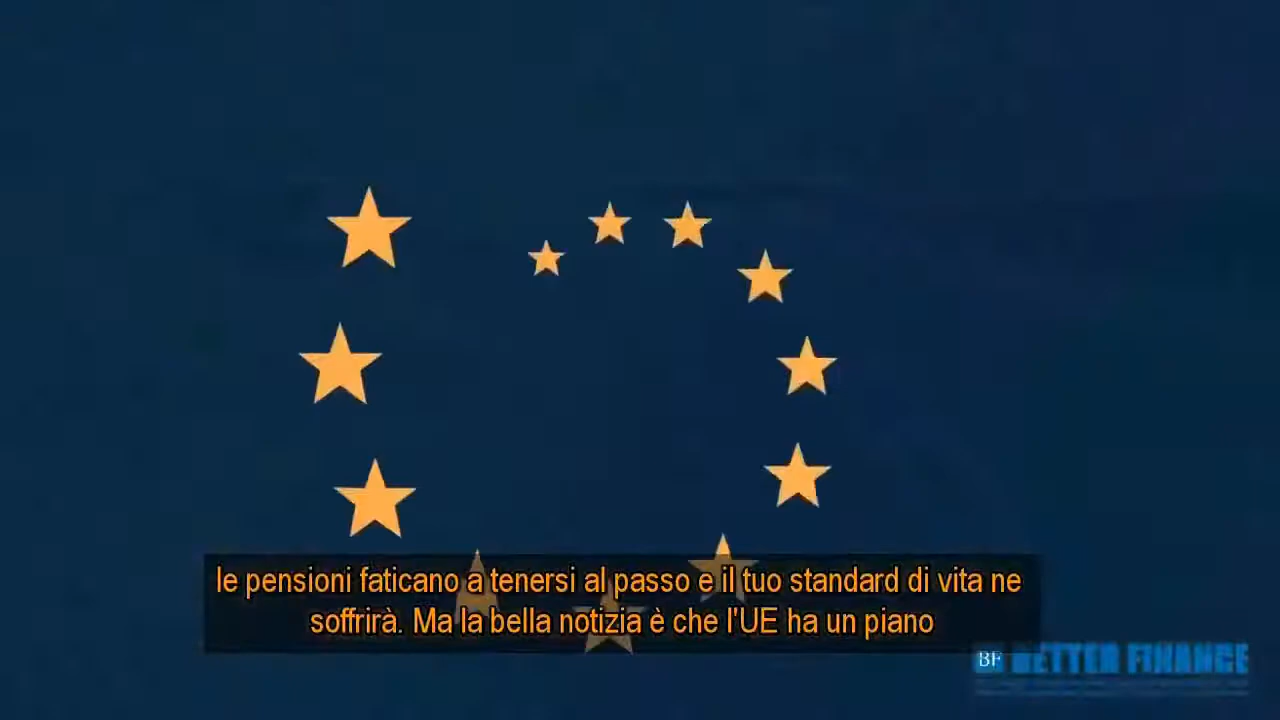 le pensioni faticano a tenersi al passo e il tuo standard di vita ne
soffrirà. Ma la bella notizia è che l'UE ha un piano
BF BETTER FINANCE